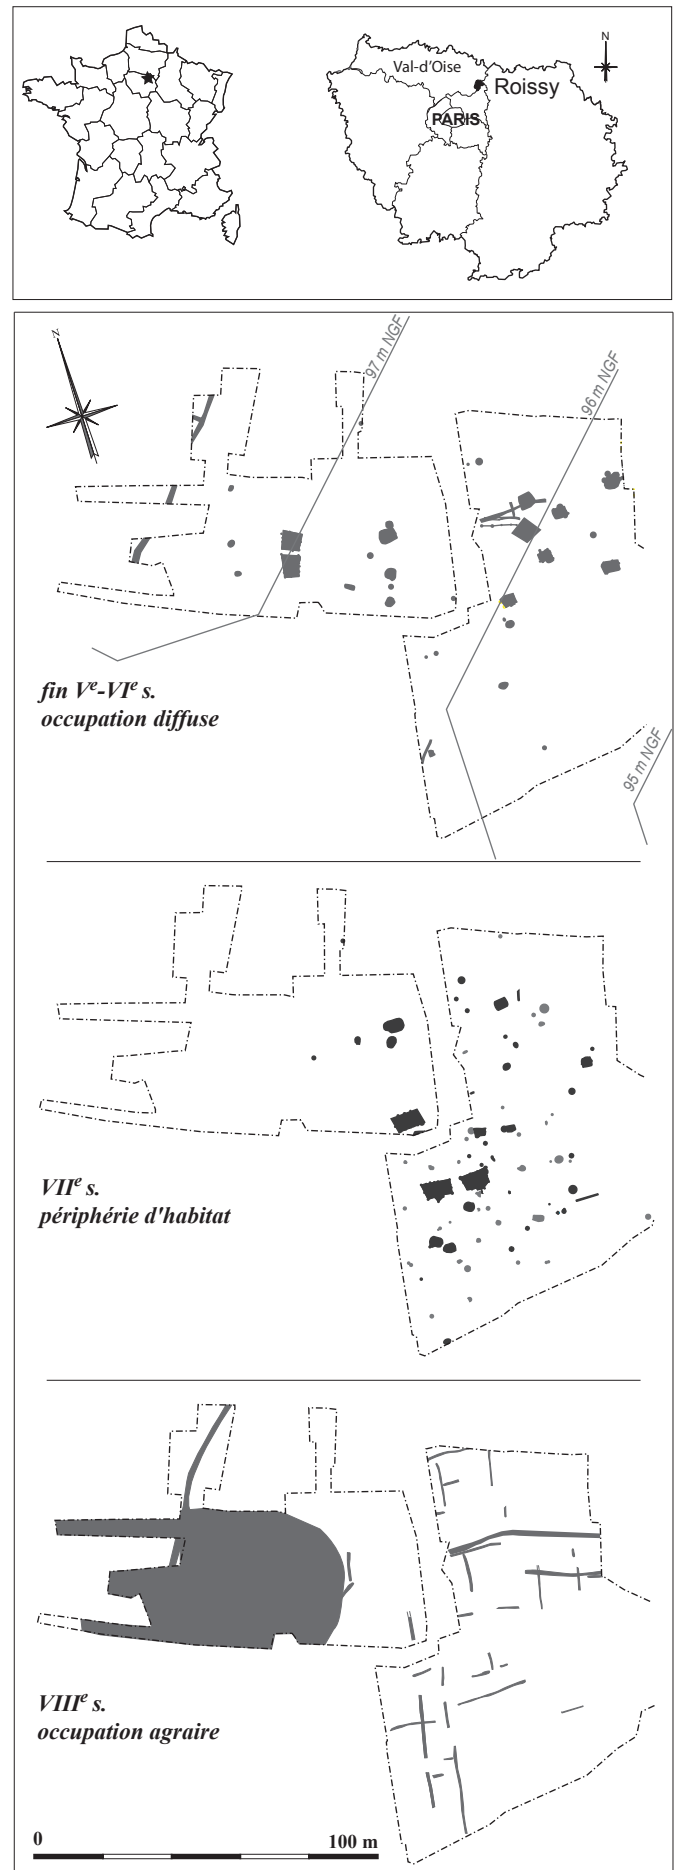 Val-d'Oise
N
Roissy
PARIS
N
97 m NGF
96 m NGF
fin Vᵉ-VIᵉ s.
occupation diffuse
95 m NGF
VIIᵉ s.
périphérie d'habitat
VIIIᵉ s.
occupation agraire
0 100 m